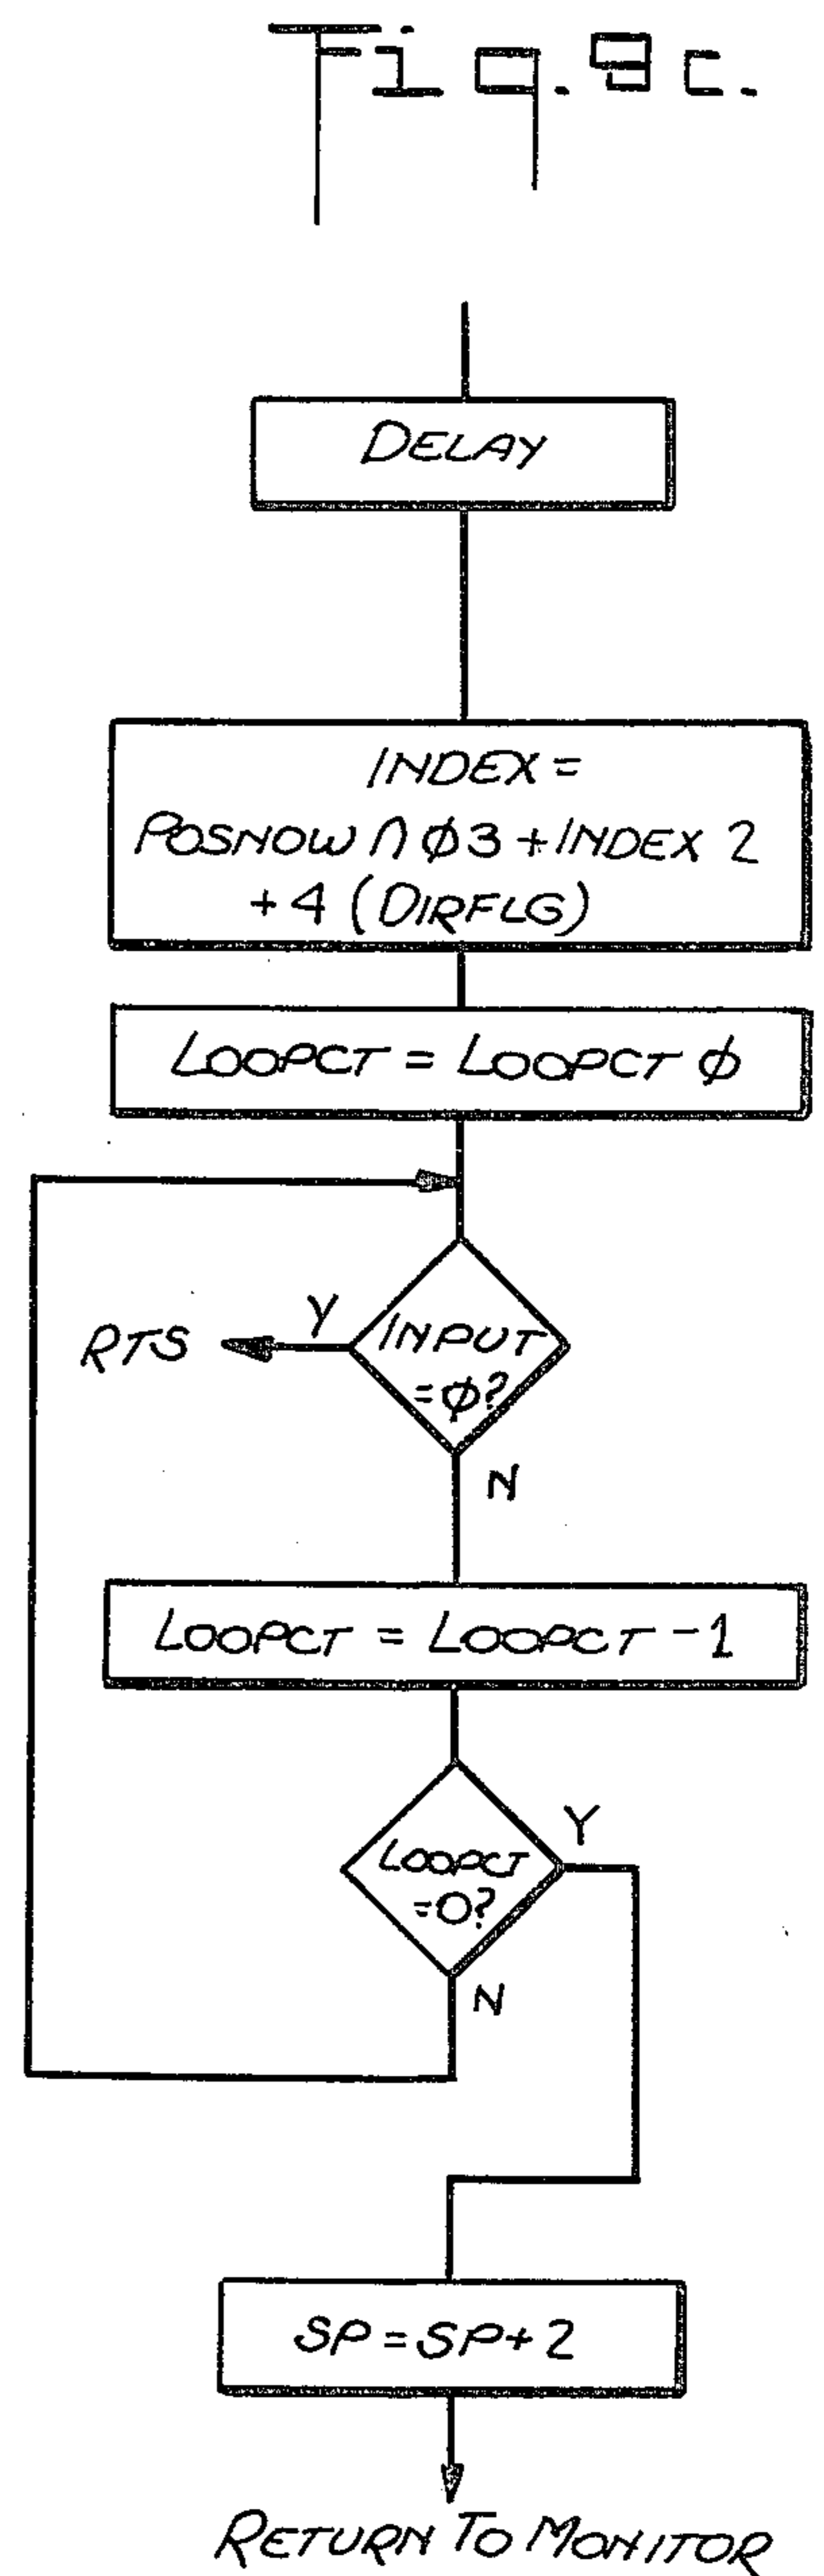 Fig. 9c.
DELAY
INDEX =
POSNOW ∩ φ3 + INDEX 2
+ 4 (DIRFLG)
LOOPCT = LOOPCT φ
Y
RTS
INPUT
= φ?
N
LOOPCT = LOOPCT - 1
Y
LOOPCT
= 0?
N
SP = SP + 2
RETURN TO MONITOR